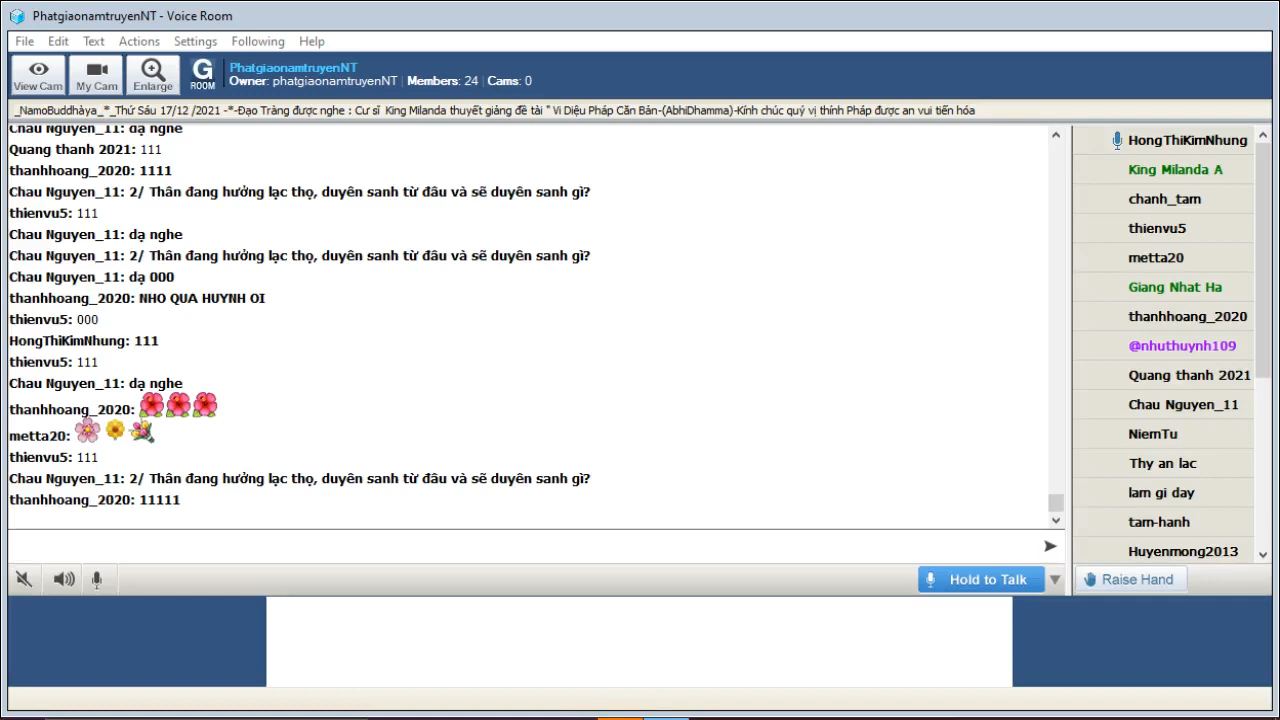 PhatgiaonamtruyenNT - Voice Room
File Edit Text Actions Settings Following Help
View Cam
My Cam
Enlarge
G ROOM
PhatgiaonamtruyenNT
Owner: phatgiaonamtruyenNT | Members: 24 | Cams: 0
_NamoBuddhàya_*_Thứ Sáu 17/12 /2021 -*-Đạo Tràng được nghe : Cư sĩ King Milanda thuyết giảng đề tài " Vi Diệu Pháp Căn Bản-(AbhiDhamma)-Kính chúc quý vị thính Pháp được an vui tiến hóa
Chau Nguyen_11: dạ nghe
Quang thanh 2021: 111
thanhhoang_2020: 1111
Chau Nguyen_11: 2/ Thân đang hưởng lạc thọ, duyên sanh từ đâu và sẽ duyên sanh gì?
thienvu5: 111
Chau Nguyen_11: dạ nghe
Chau Nguyen_11: 2/ Thân đang hưởng lạc thọ, duyên sanh từ đâu và sẽ duyên sanh gì?
Chau Nguyen_11: dạ 000
thanhhoang_2020: NHO QUA HUYNH OI
thienvu5: 000
HongThiKimNhung: 111
thienvu5: 111
Chau Nguyen_11: dạ nghe
thanhhoang_2020:
metta20:
thienvu5: 111
Chau Nguyen_11: 2/ Thân đang hưởng lạc thọ, duyên sanh từ đâu và sẽ duyên sanh gì?
thanhhoang_2020: 11111
HongThiKimNhung
King Milanda A
chanh_tam
thienvu5
metta20
Giang Nhat Ha
thanhhoang_2020
@nhuthuynh109
Quang thanh 2021
Chau Nguyen_11
NiemTu
Thy an lac
lam gi day
tam-hanh
Huyenmong2013
Hold to Talk
Raise Hand